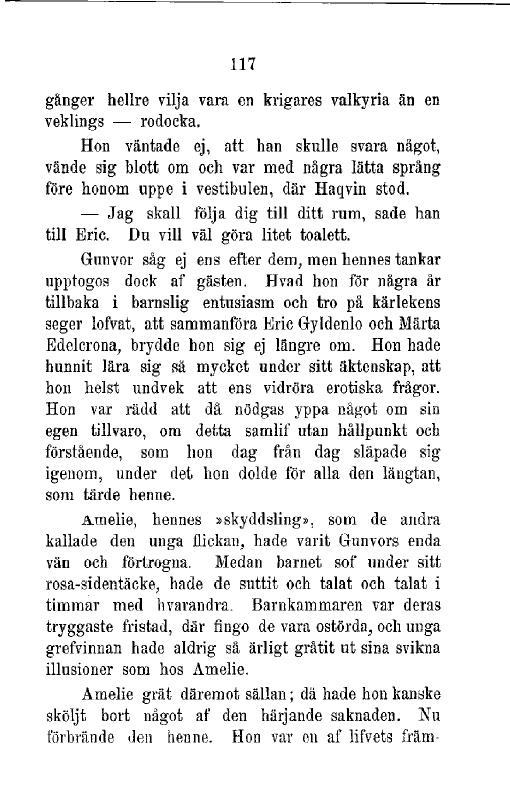 117
gånger hellre vilja vara en krigares valkyria än en
veklings — rodocka.
Hon väntade ej, att han skulle svara något,
vände sig blott om och var med några lätta språng
före honom uppe i vestibulen, där Haqvin stod.
— Jag skall följa dig till ditt rum, sade han
till Eric. Du vill väl göra litet toalett.
Gunvor såg ej ens efter dem, men hennes tankar
upptogos dock af gästen. Hvad hon för några år
tillbaka i barnslig entusiasm och tro på kärlekens
seger lofvat, att sammanföra Eric Gyldenlo och Märta
Edelcrona, brydde hon sig ej längre om. Hon hade
hunnit lära sig så mycket under sitt äktenskap, att
hon helst undvek att ens vidröra erotiska frågor.
Hon var rädd att då nödgas yppa något om sin
egen tillvaro, om detta samlif utan hållpunkt och
förstående, som hon dag från dag släpade sig
igenom, under det hon dolde för alla den längtan,
som tärde henne.
Amelie, hennes »skyddsling», som de andra
kallade den unga flickan, hade varit Gunvors enda
vän och förtrogna. Medan barnet sof under sitt
rosa-sidentäcke, hade de suttit och talat och talat i
timmar med hvarandra. Barnkammaren var deras
tryggaste fristad, där fingo de vara ostörda, och unga
grefvinnan hade aldrig så ärligt gråtit ut sina svikna
illusioner som hos Amelie.
Amelie grät däremot sällan; då hade hon kanske
sköljt bort något af den härjande saknaden. Nu
förbrände den henne. Hon var en af lifvets främ-